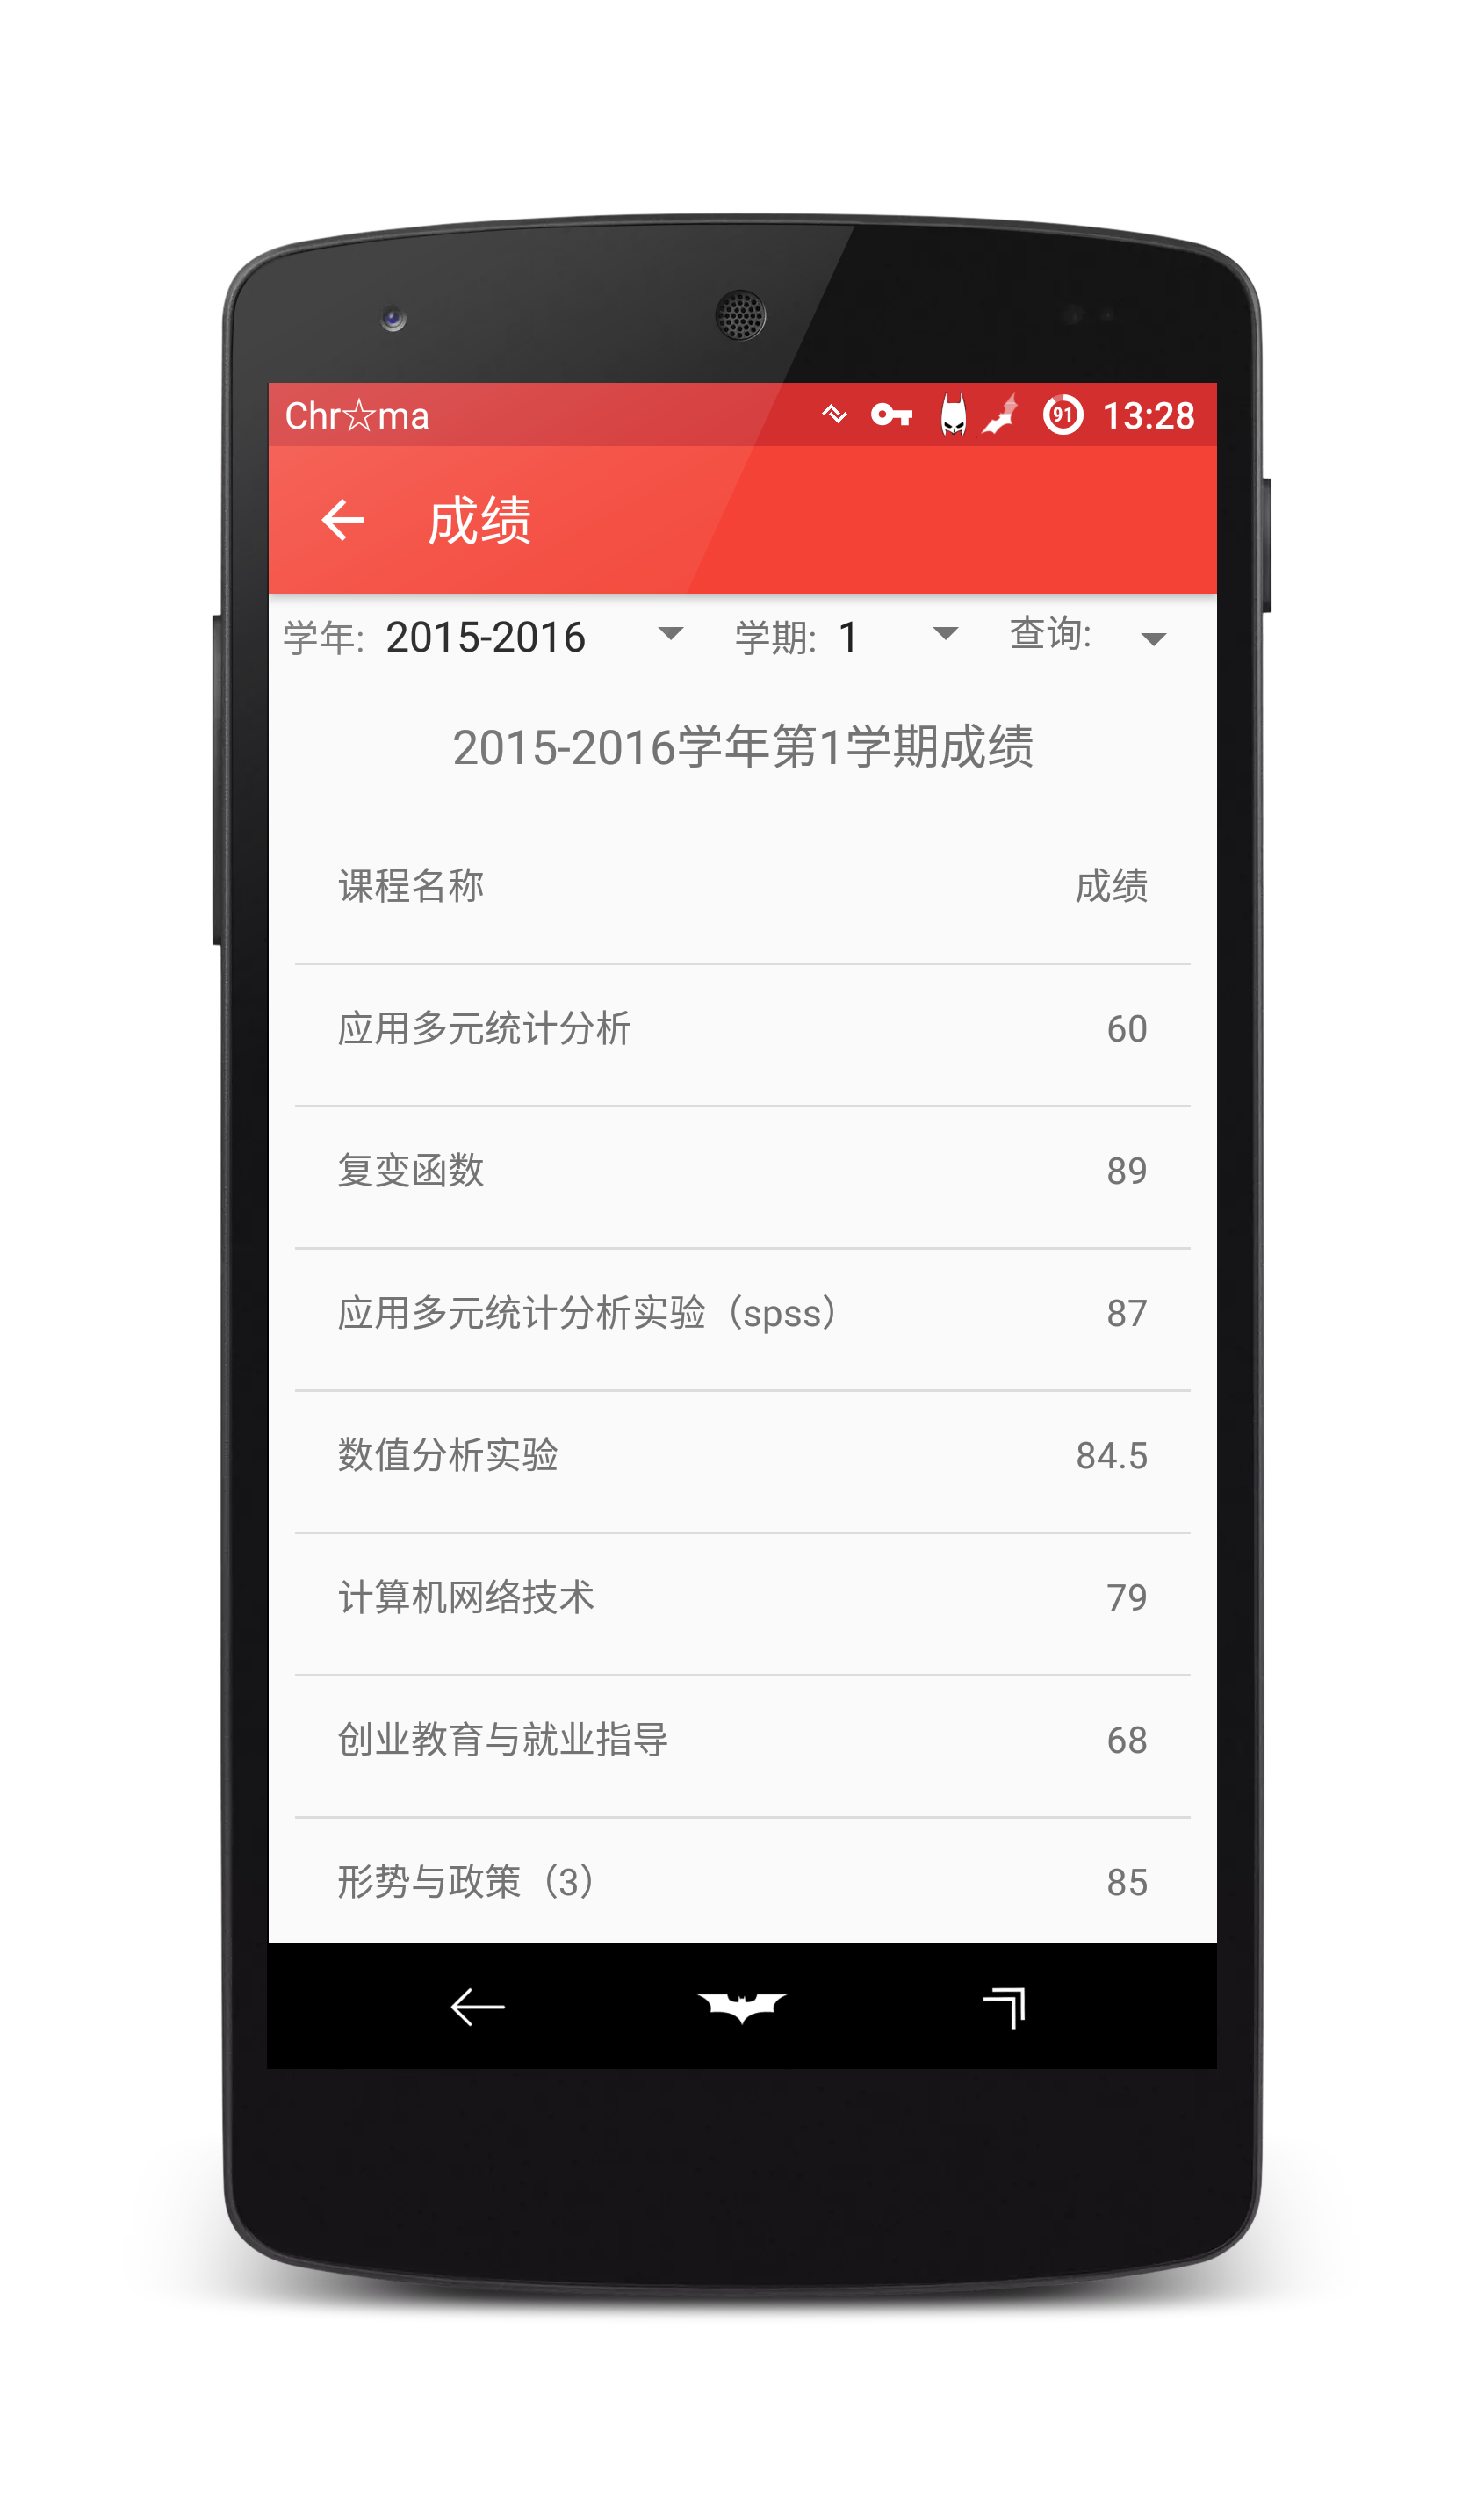 Chr☆ma 91 13:28
成绩
学年: 2015-2016 学期: 1 查询:
2015-2016学年第1学期成绩
课程名称 成绩
应用多元统计分析 60
复变函数 89
应用多元统计分析实验（spss） 87
数值分析实验 84.5
计算机网络技术 79
创业教育与就业指导 68
形势与政策（3） 85